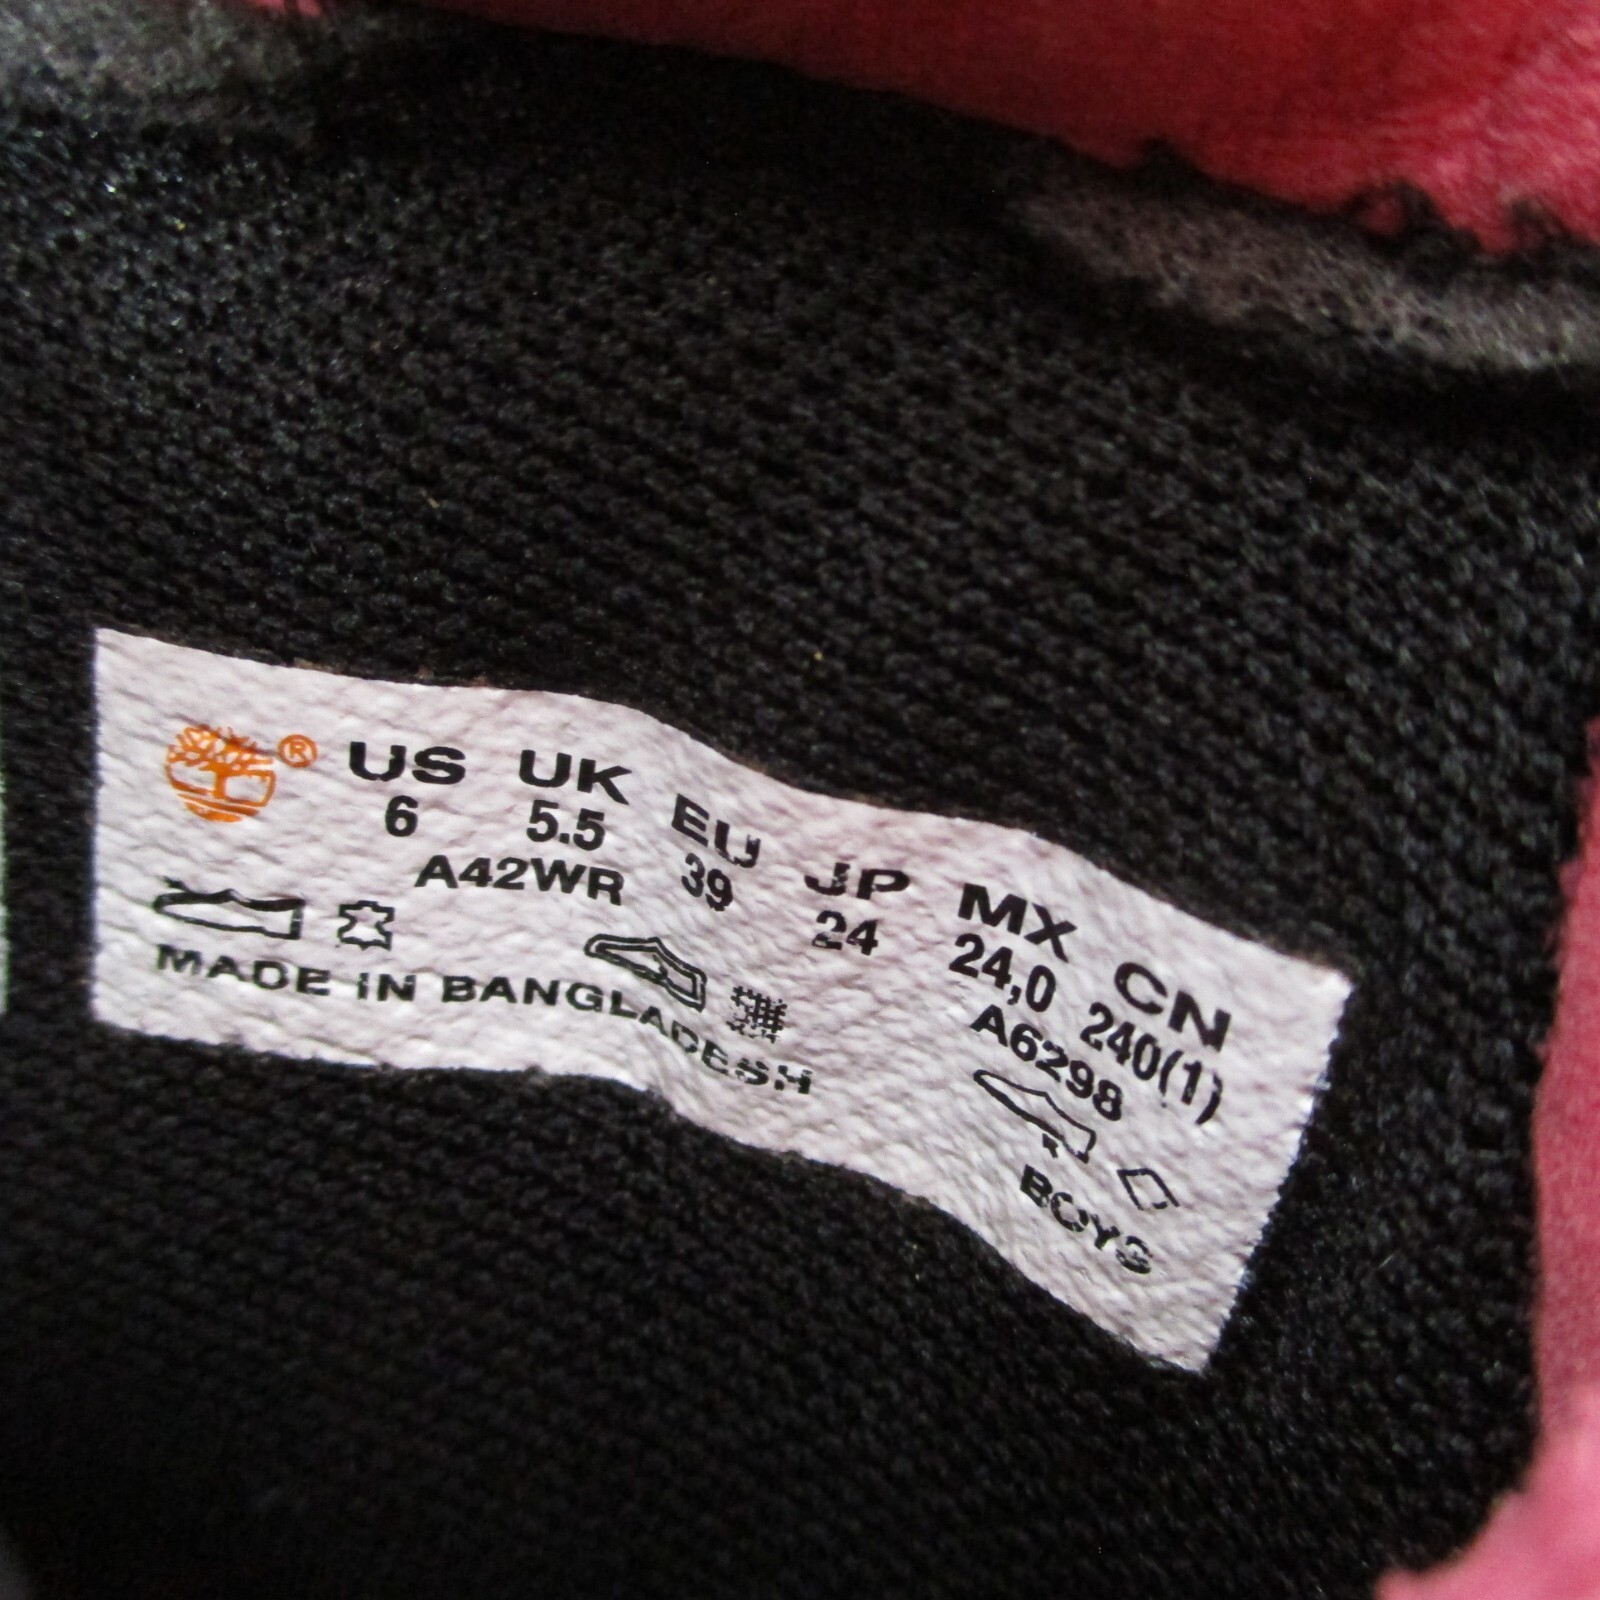 ® US UK EU JP MX CN
6 5.5 39 24 24,0 240(1)
A42WR A6298
MADE IN BANGLADESH BOYS